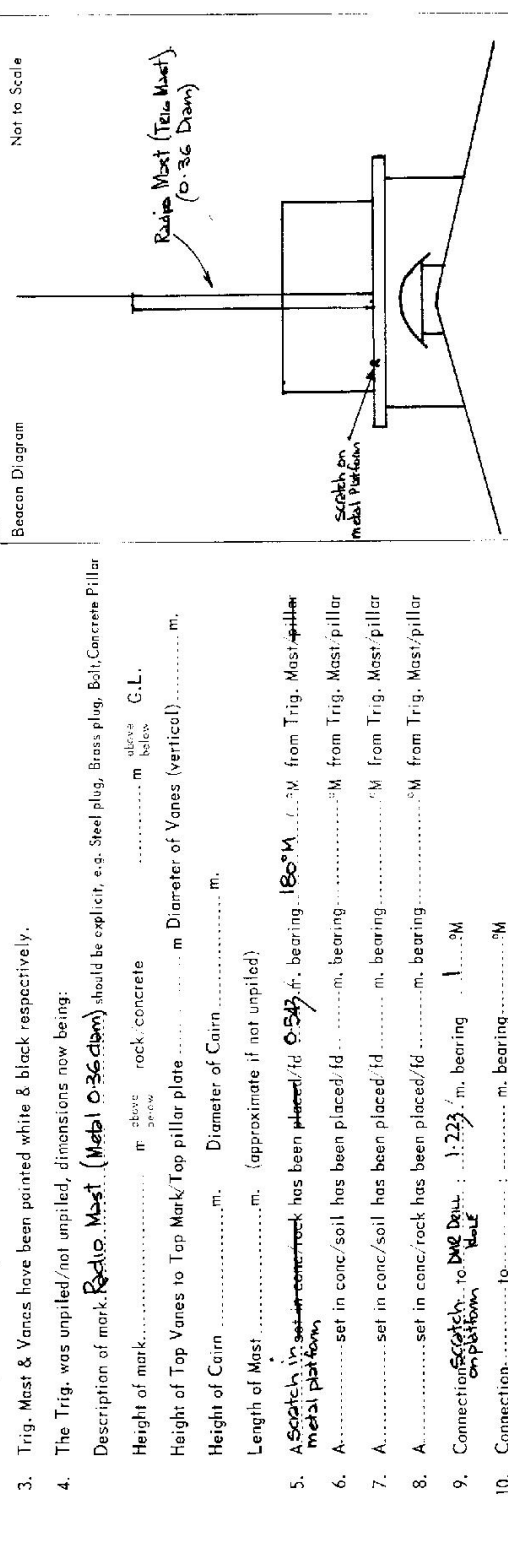 3. Trig. Mast & Vanes have been painted white & black respectively.
4. The Trig. was unpiled/not unpiled, dimensions now being:
Description of mark Radio Mast (Metal 0.36 diam) should be explicit, e.g. Steel plug, Brass plug, Bolt, Concrete Pillar
Height of mark.................... m above below rock/concrete ............ m above below G.L.
Height of Top Vanes to Top Mark/Top pillar plate ............ m Diameter of Vanes (vertical)............ m.
Height of Cairn ....................m. Diameter of Cairn .................... m.
Length of Mast....................m. (approximate if not unpiled)
5. A Scratch in set in conc/rock has been placed/fd 0.543 m. bearing 180°M °M from Trig. Mast/pillar
metal platform
6. A...............set in conc/soil has been placed/fd ..........m. bearing...............°M from Trig. Mast/pillar
7. A...............set in conc/soil has been placed/fd .......... m. bearing...............°M from Trig. Mast/pillar
8. A...............set in conc/rock has been placed/fd ..........m. bearing...............°M from Trig. Mast/pillar
9. Connection Scratch on platform to DMR Drill Hole : 1.223 m. bearing 1 °M
10. Connection............to............ : ............ m. bearing............°M
Beacon Diagram Not to Scale
Radio Mast (Trig Mast).
(0.36 Diam)
Scratch on
metal Platform